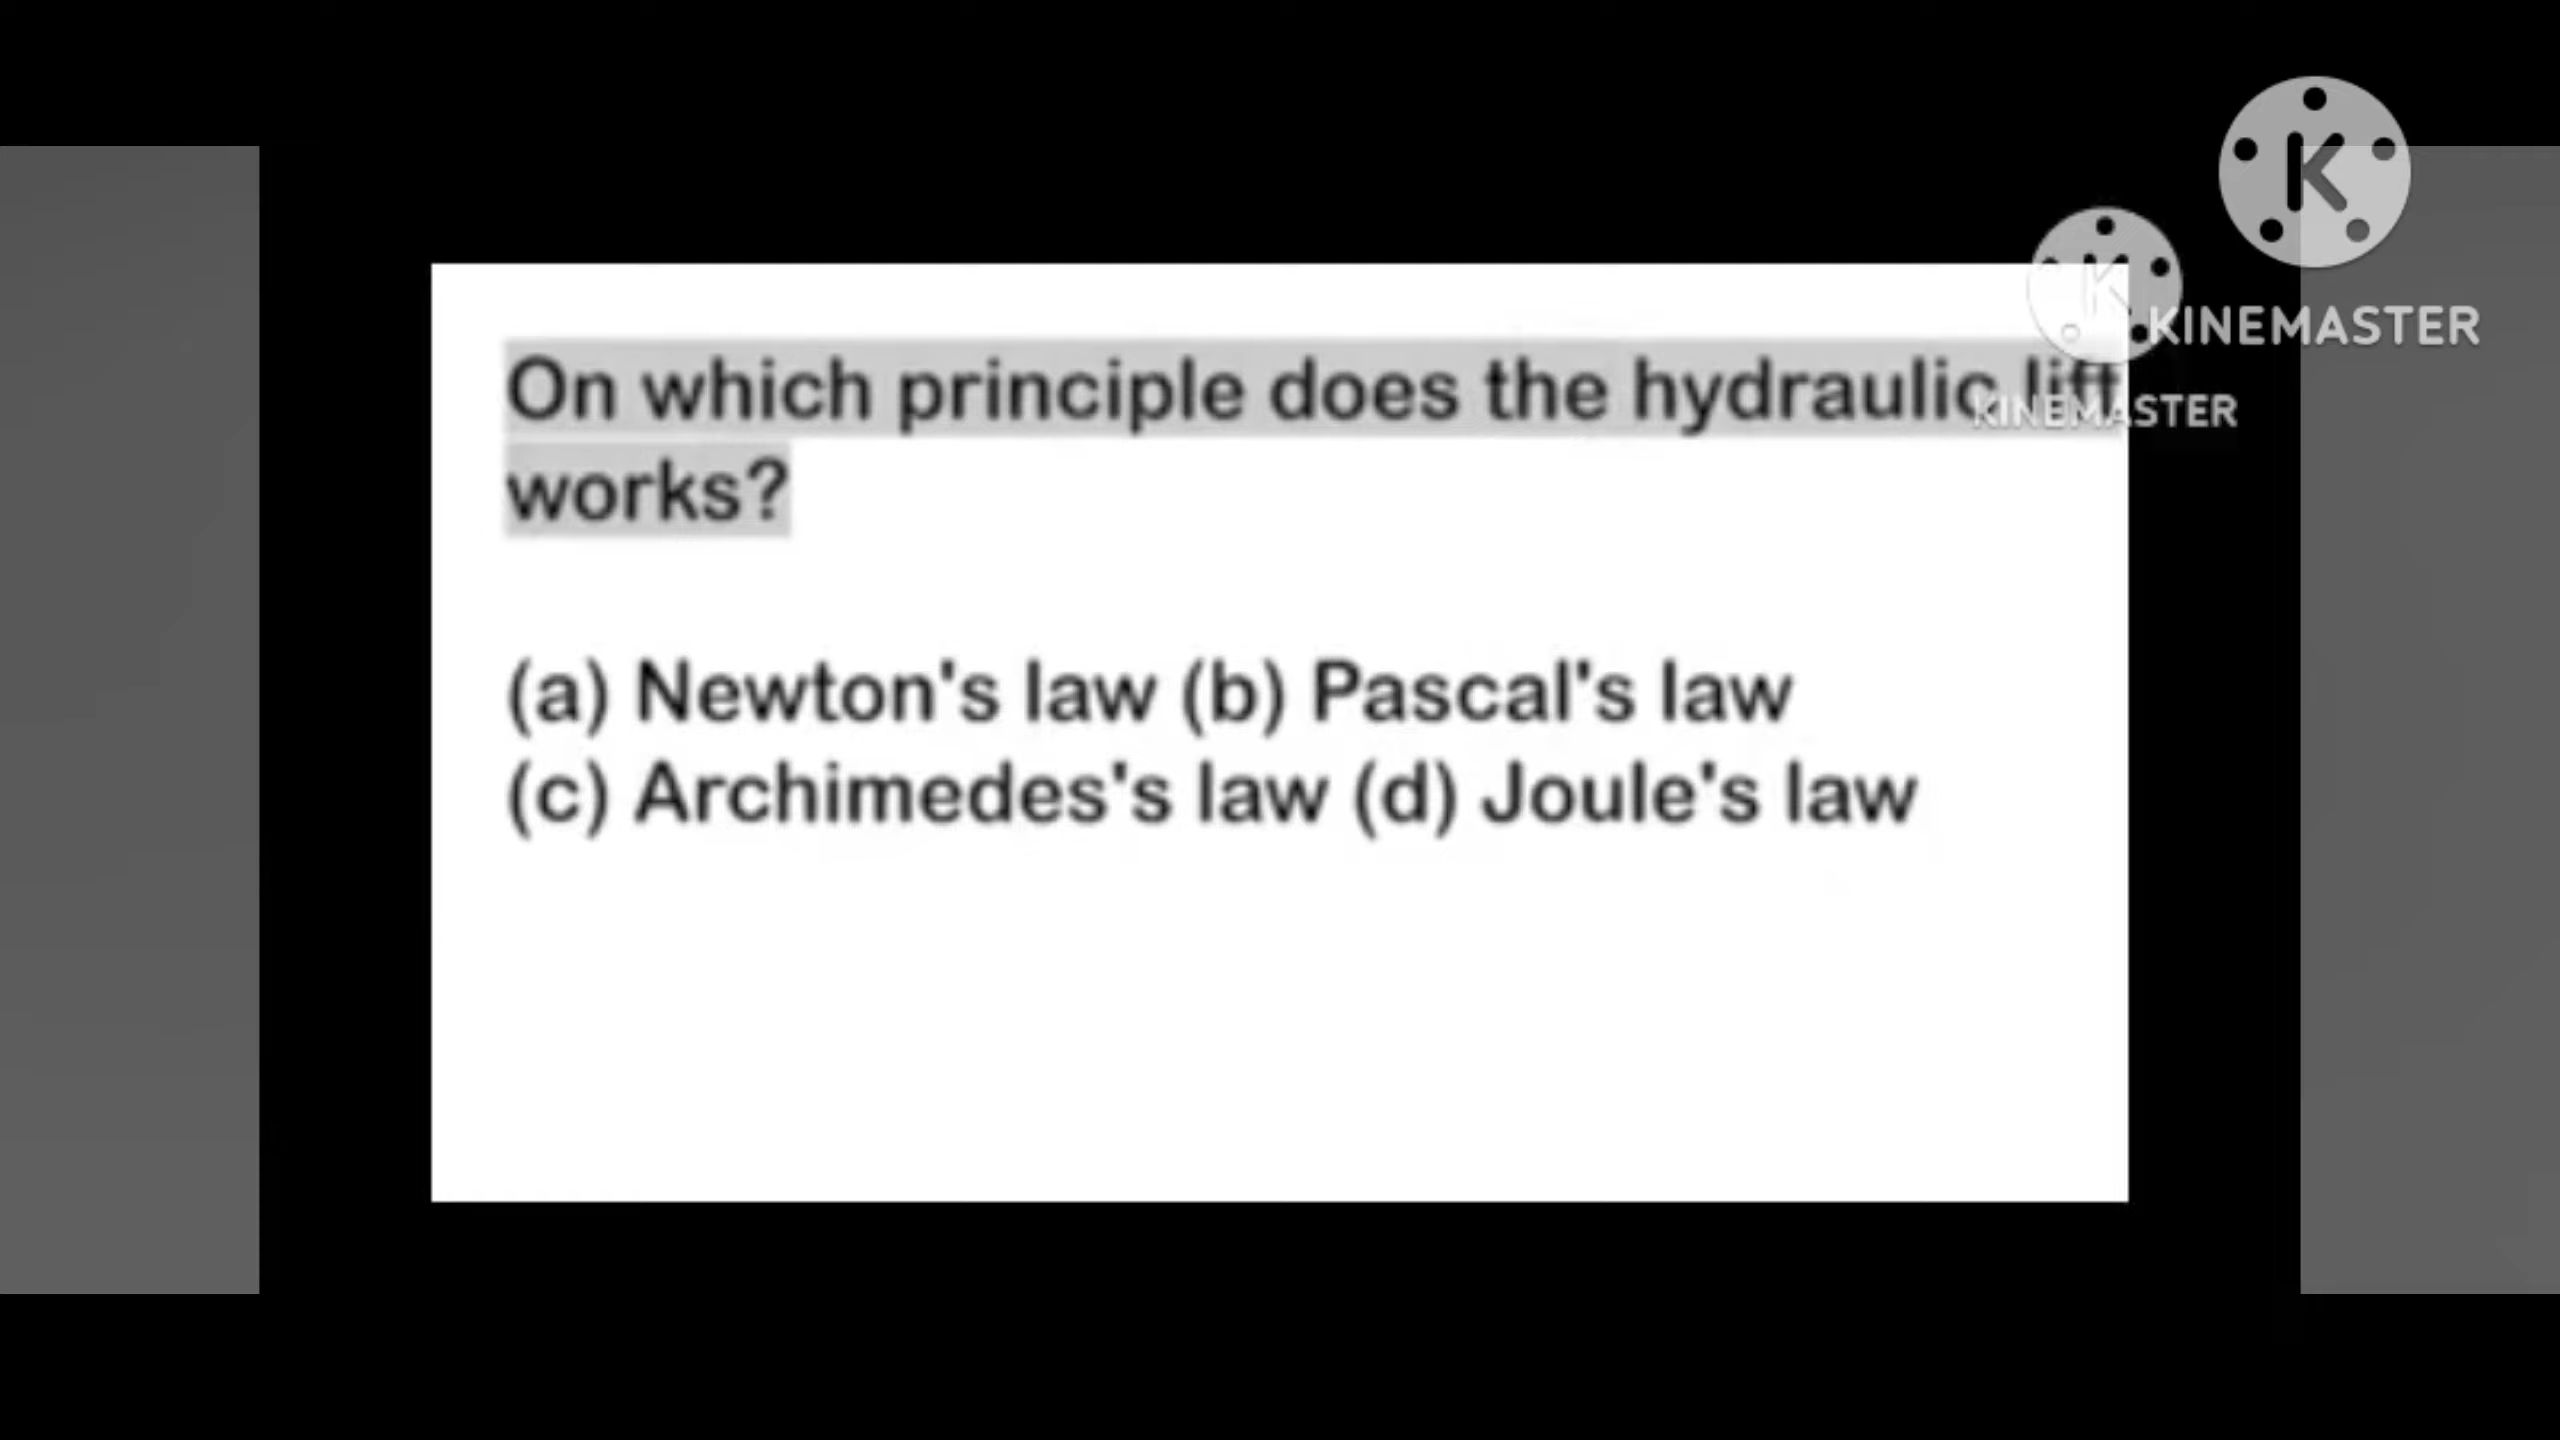 K
K
KINEMASTER
On which principle does the hydraulic lift
KINEMASTER
works?
(a) Newton's law (b) Pascal's law
(c) Archimedes's law (d) Joule's law